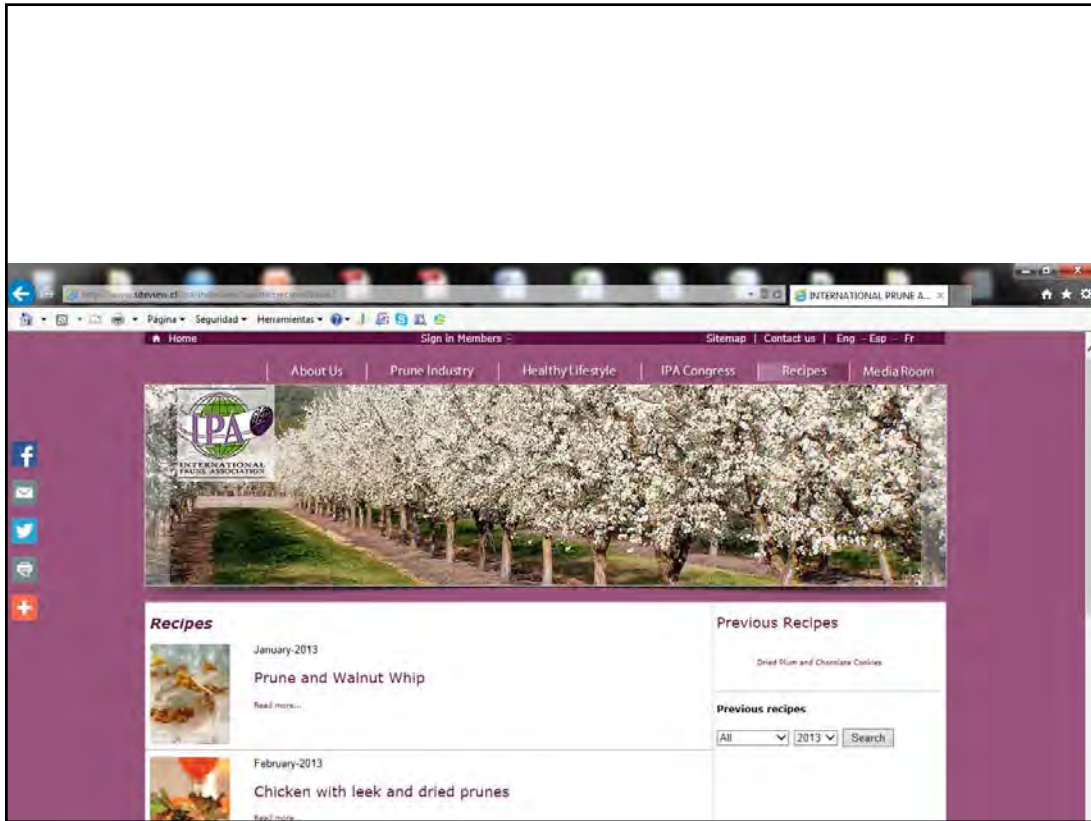 INTERNATIONAL PRUNE A...
Página Seguridad Herramientas
Home Sign in Members Sitemap | Contact us | Eng - Esp - Fr
About Us | Prune Industry | Healthy Lifestyle | IPA Congress | Recipes | Media Room
IPA
INTERNATIONAL
PRUNE ASSOCIATION
Recipes
January-2013
Prune and Walnut Whip
Read more...
February-2013
Chicken with leek and dried prunes
Read more...
Previous Recipes
Dried Plum and Chocolate Cookies
Previous recipes
All 2013 Search